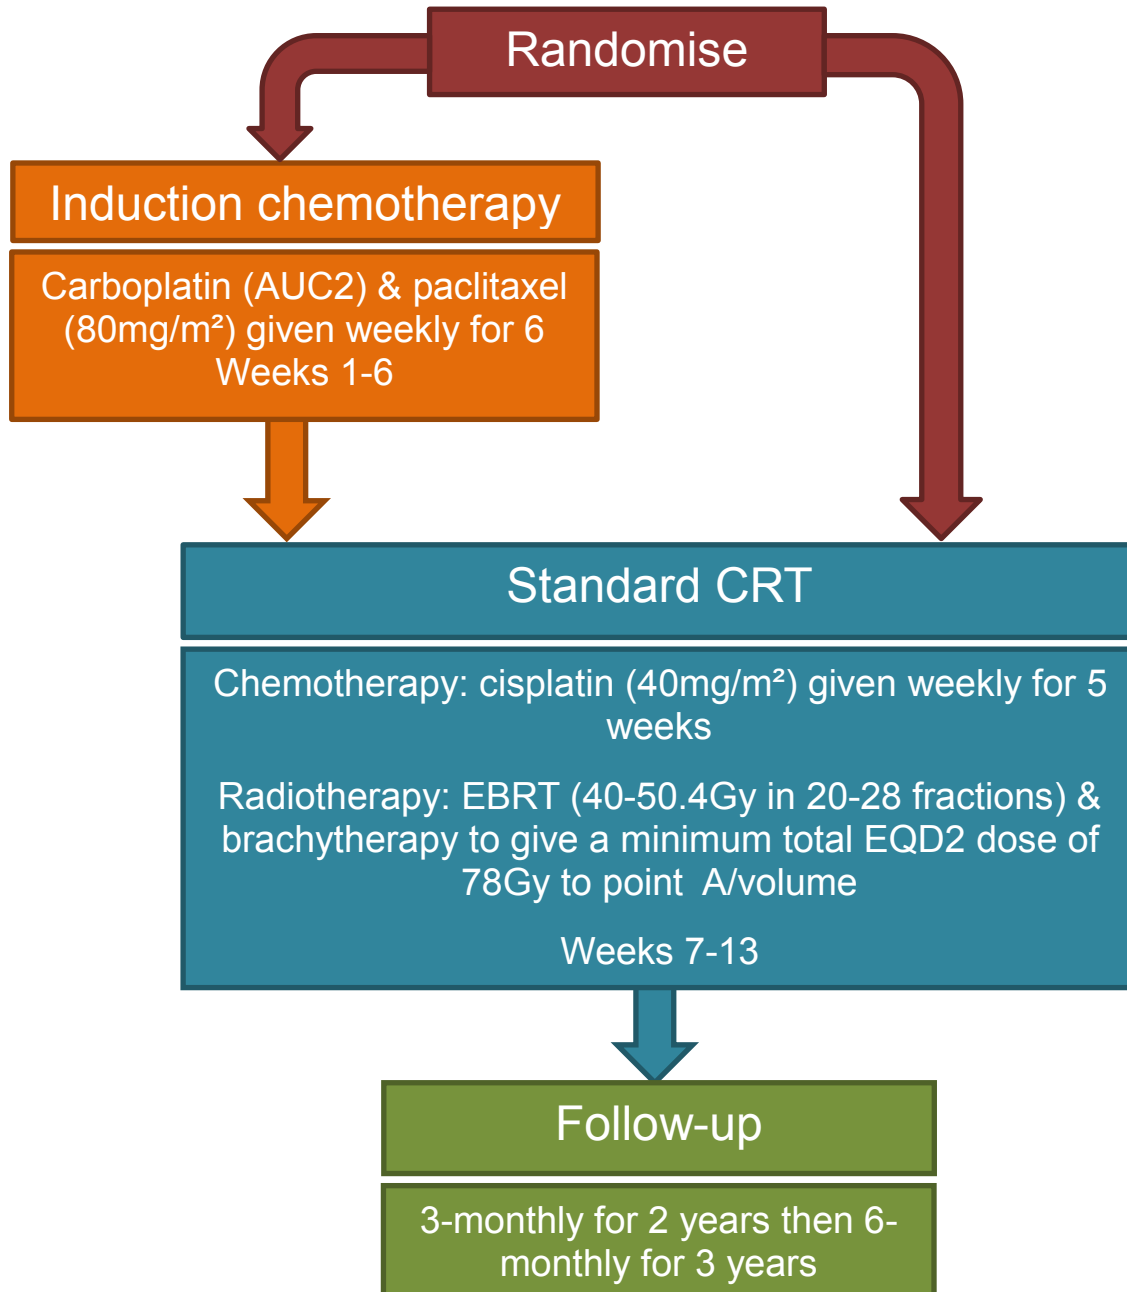 Randomise
Induction chemotherapy
Carboplatin (AUC2) & paclitaxel
(80mg/m²) given weekly for 6
Weeks 1-6
Standard CRT
Chemotherapy: cisplatin (40mg/m²) given weekly for 5
weeks
Radiotherapy: EBRT (40-50.4Gy in 20-28 fractions) &
brachytherapy to give a minimum total EQD2 dose of
78Gy to point A/volume
Weeks 7-13
Follow-up
3-monthly for 2 years then 6-
monthly for 3 years